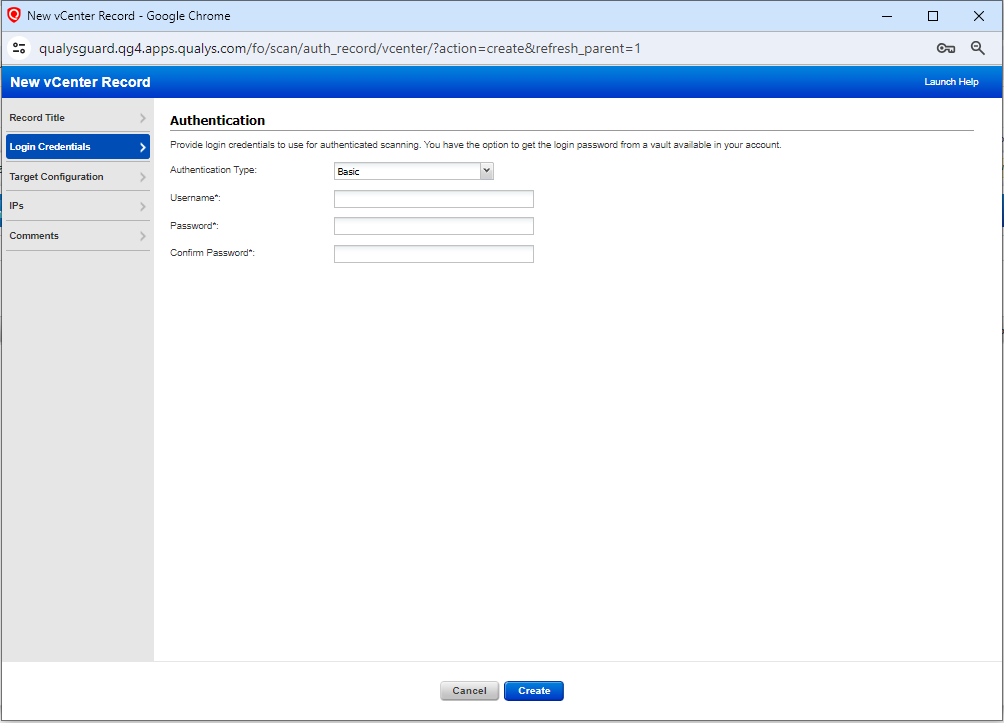 New vCenter Record - Google Chrome
qualysguard.qg4.apps.qualys.com/fo/scan/auth_record/vcenter/?action=create&refresh_parent=1
New vCenter Record
Launch Help
Record Title
Login Credentials
Target Configuration
IPs
Comments
Authentication
Provide login credentials to use for authenticated scanning. You have the option to get the login password from a vault available in your account.
Authentication Type: Basic
Username*:
Password*:
Confirm Password*:
Cancel Create